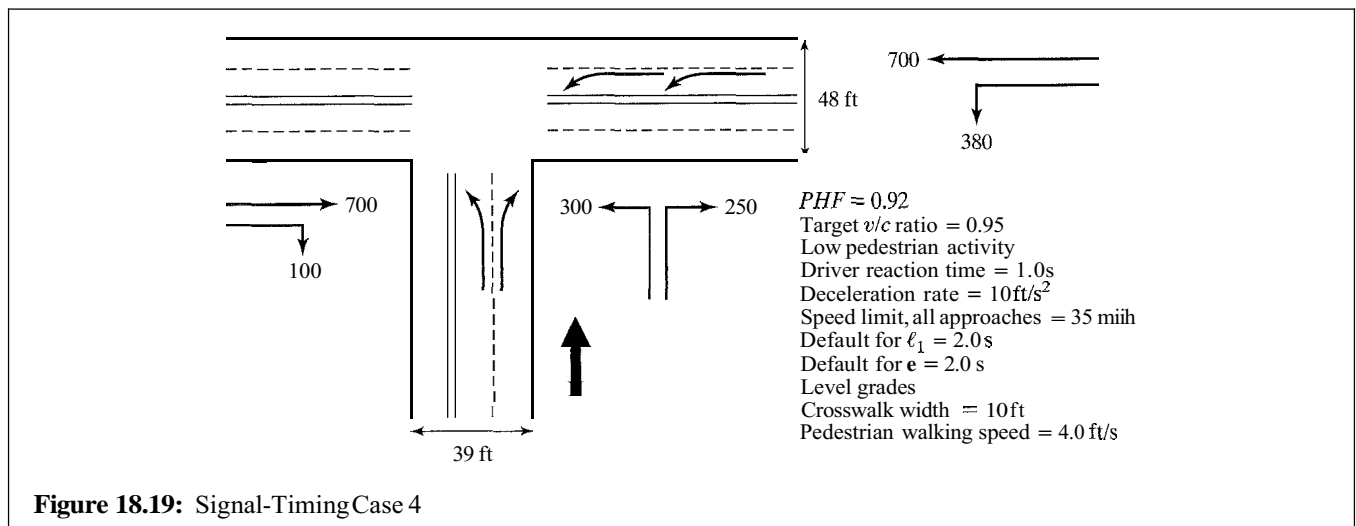 700
48 ft
380
700
100
300
250
PHF = 0.92
Target v/c ratio = 0.95
Low pedestrian activity
Driver reaction time = 1.0s
Deceleration rate = 10ft/s²
Speed limit, all approaches = 35 miih
Default for ℓ₁ = 2.0 s
Default for e = 2.0 s
Level grades
Crosswalk width = 10ft
Pedestrian walking speed = 4.0 ft/s
39 ft
Figure 18.19: Signal-Timing Case 4